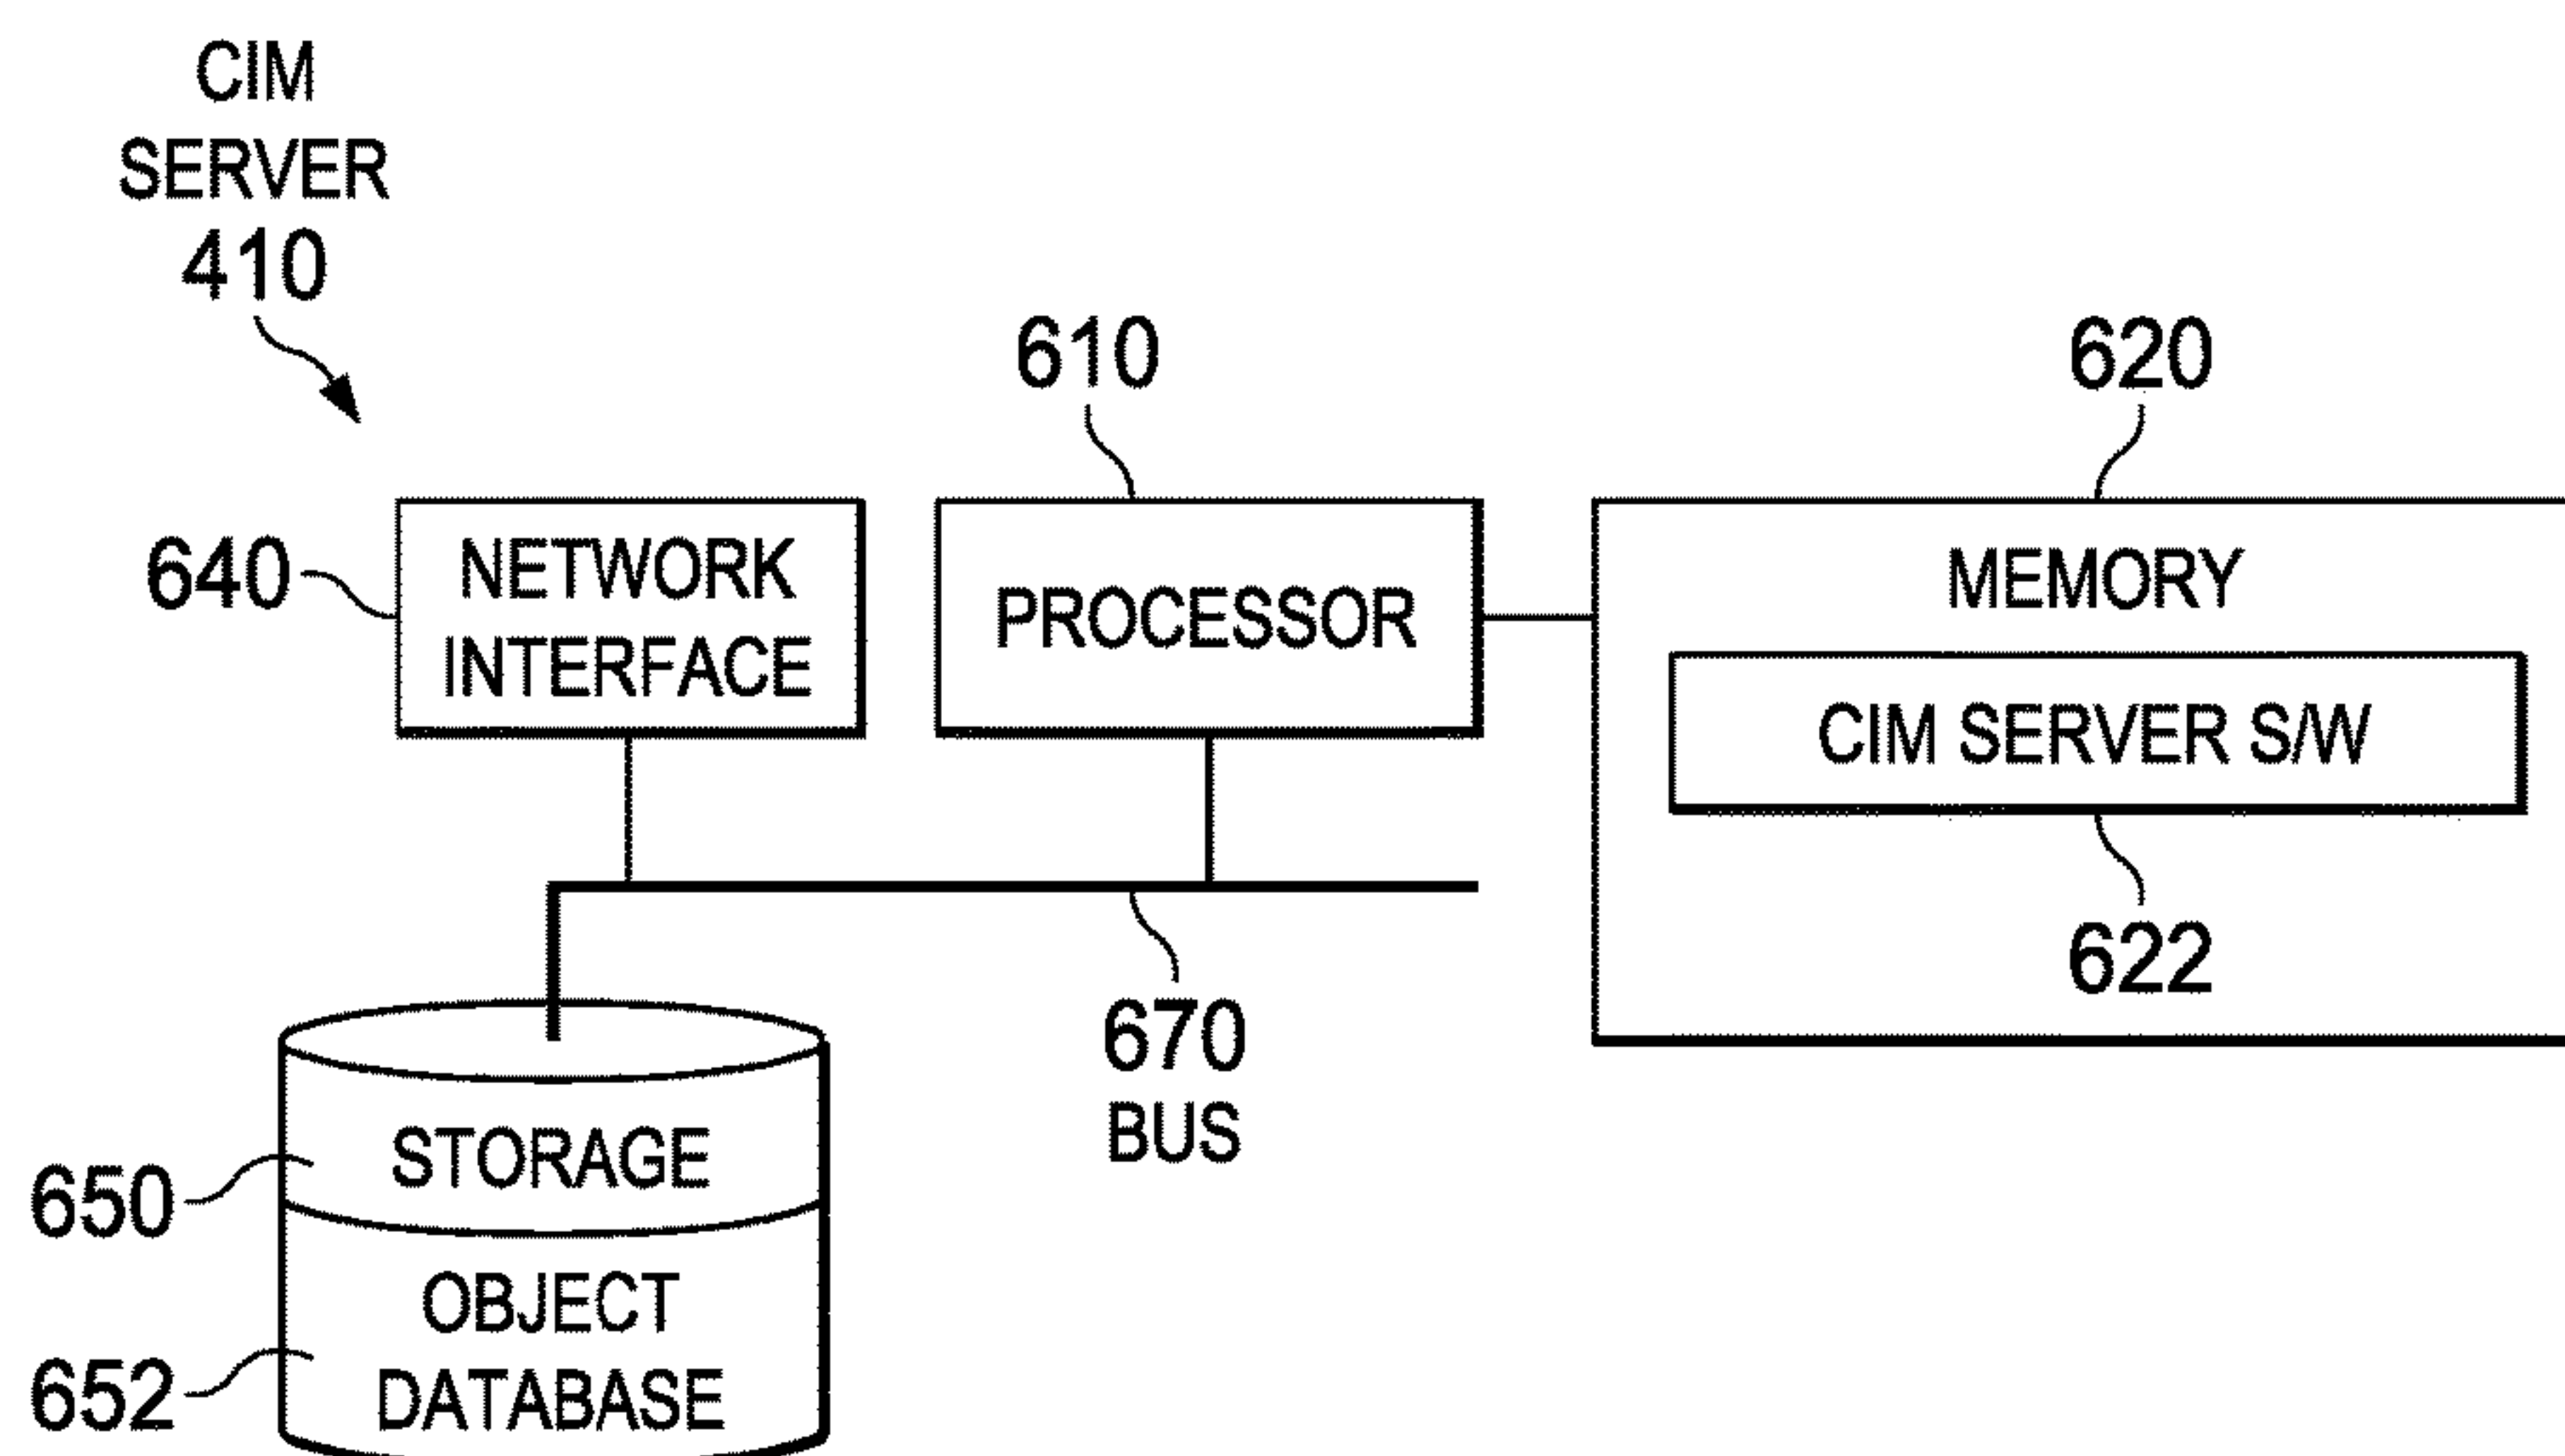 CIM
SERVER
410
610
620
640
NETWORK
INTERFACE
PROCESSOR
MEMORY
CIM SERVER S/W
622
670
BUS
650
STORAGE
652
OBJECT
DATABASE